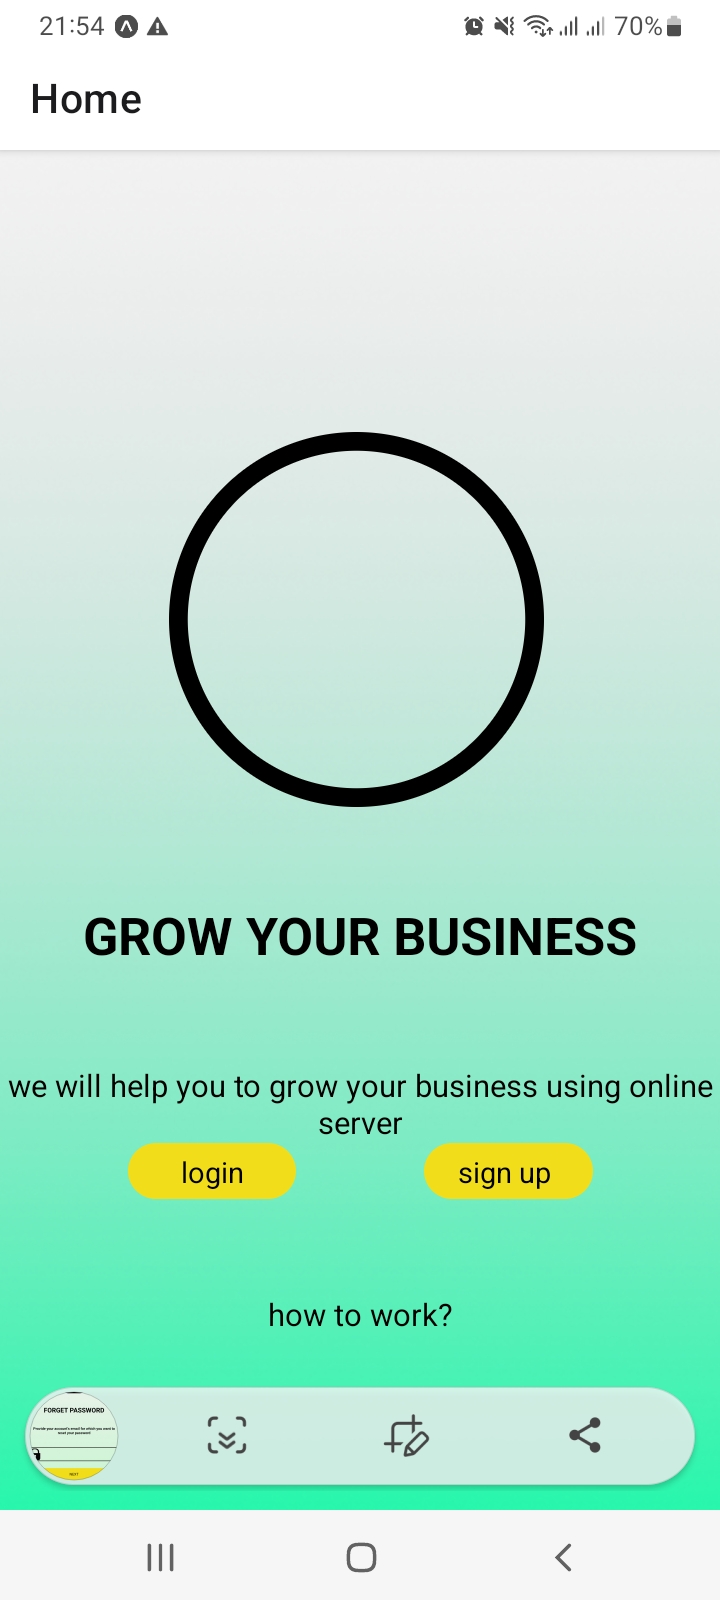 21:54 70%
Home
GROW YOUR BUSINESS
we will help you to grow your business using online
server
login sign up
how to work?
FORGET PASSWORD
Provide your account's email for which you want to
reset your password
NEXT